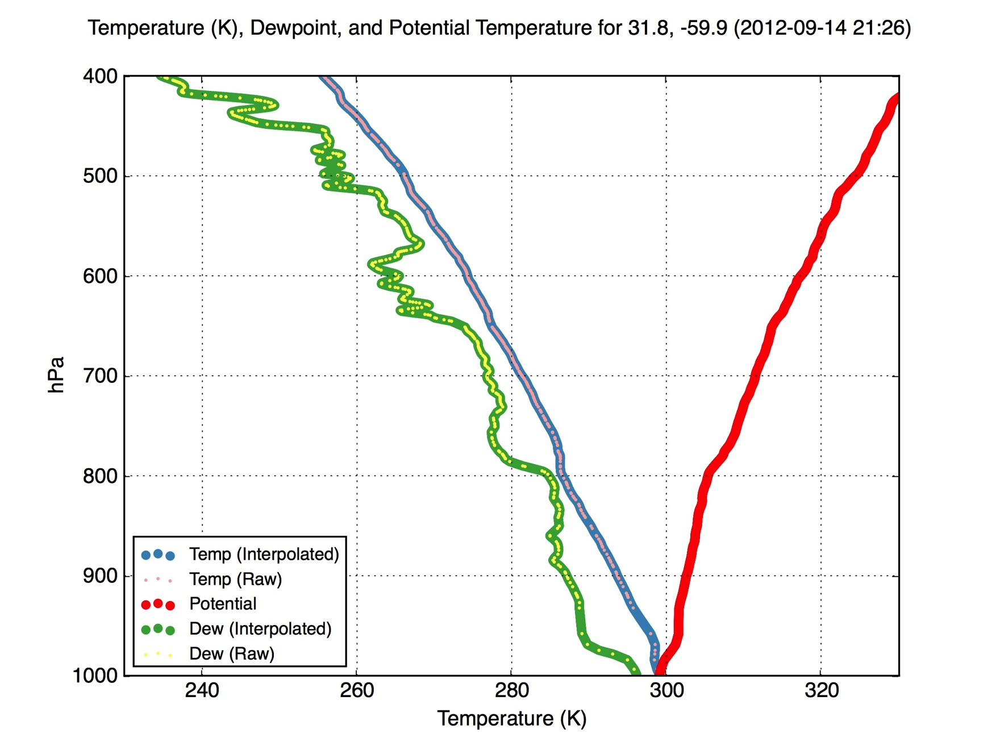 Temperature (K), Dewpoint, and Potential Temperature for 31.8, -59.9 (2012-09-14 21:26)
400
500
600
700
800
900
1000
hPa
Temp (Interpolated)
Temp (Raw)
Potential
Dew (Interpolated)
Dew (Raw)
240 260 280 300 320
Temperature (K)